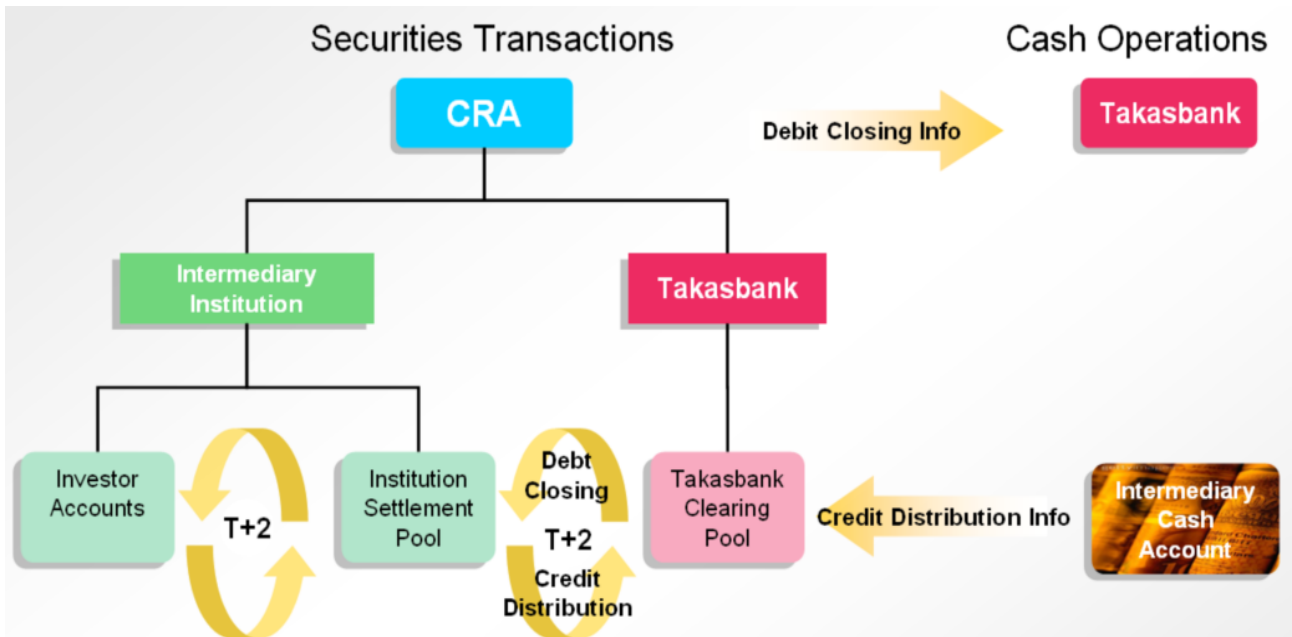 Securities Transactions
Cash Operations
CRA
Debit Closing Info
Takasbank
Intermediary
Institution
Takasbank
Investor
Accounts
T+2
Institution
Settlement
Pool
Debt
Closing
T+2
Credit
Distribution
Takasbank
Clearing
Pool
Credit Distribution Info
Intermediary
Cash
Account